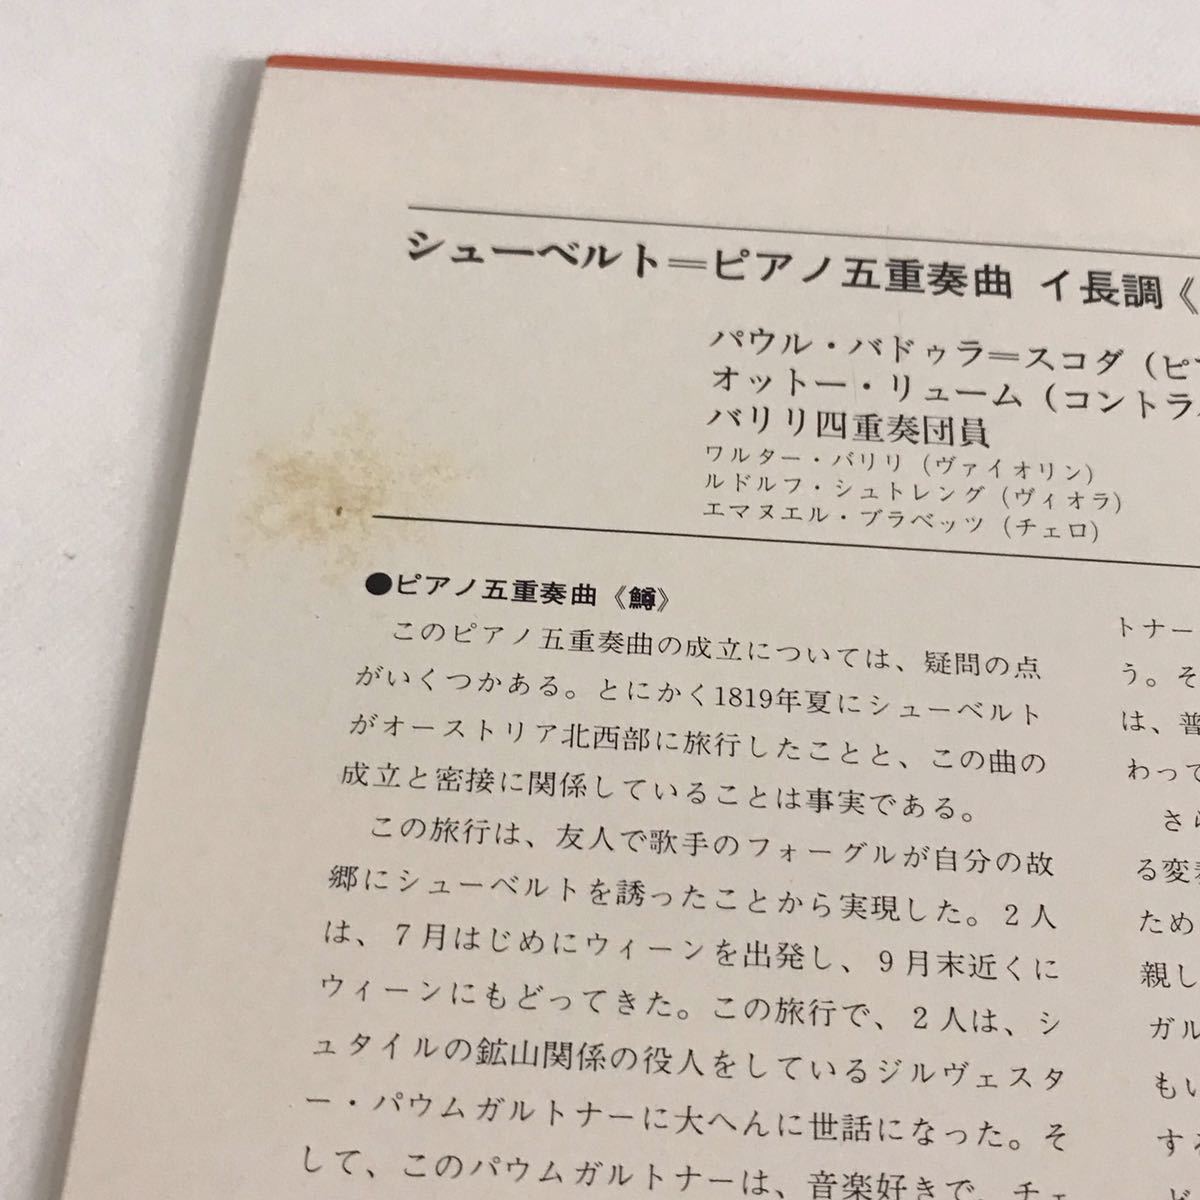 シューベルト=ピアノ五重奏曲 イ長調《
パウル・バドゥラ=スコダ(ピ
オットー・リューム(コントラ
バリリ四重奏団員
ワルター・バリリ(ヴァイオリン)
ルドルフ・シュトレング(ヴィオラ)
エマヌエル・ブラベッツ(チェロ)
●ピアノ五重奏曲《鱒》
このピアノ五重奏曲の成立については、疑問の点
がいくつかある。とにかく1819年夏にシューベルト
がオーストリア北西部に旅行したことと、この曲の
成立と密接に関係していることは事実である。
この旅行は、友人で歌手のフォーグルが自分の故
郷にシューベルトを誘ったことから実現した。2人
は、7月はじめにウィーンを出発し、9月末近くに
ウィーンにもどってきた。この旅行で、2人は、シ
ュタイルの鉱山関係の役人をしているジルヴェスタ
ー・パウムガルトナーに大へんに世話になった。そ
して、このパウムガルトナーは、音楽好きで、チェ
トナー
う。そ
は、普
わって
さら
る変
ため
親し
ガル
もい
する